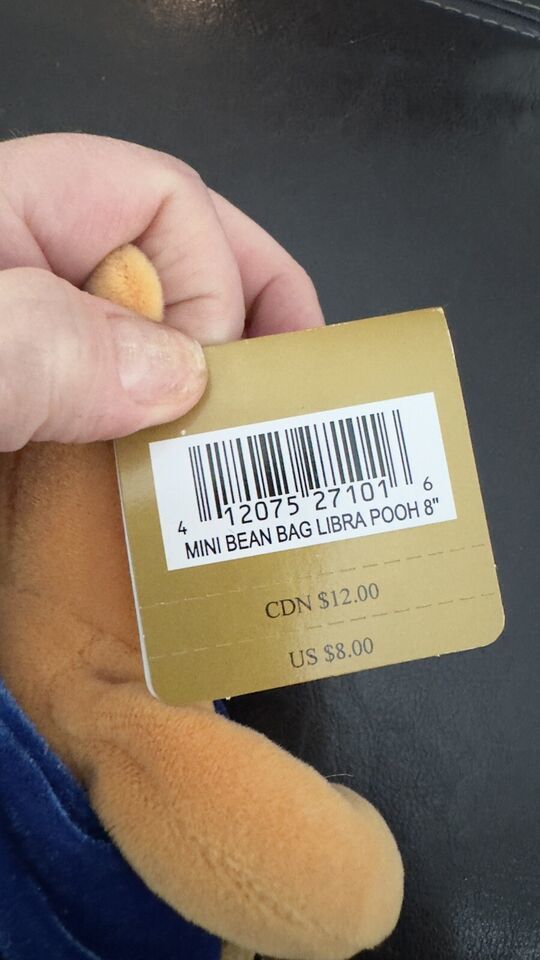 4 12075 27101 6
MINI BEAN BAG LIBRA POOH 8"
CDN $12.00
US $8.00